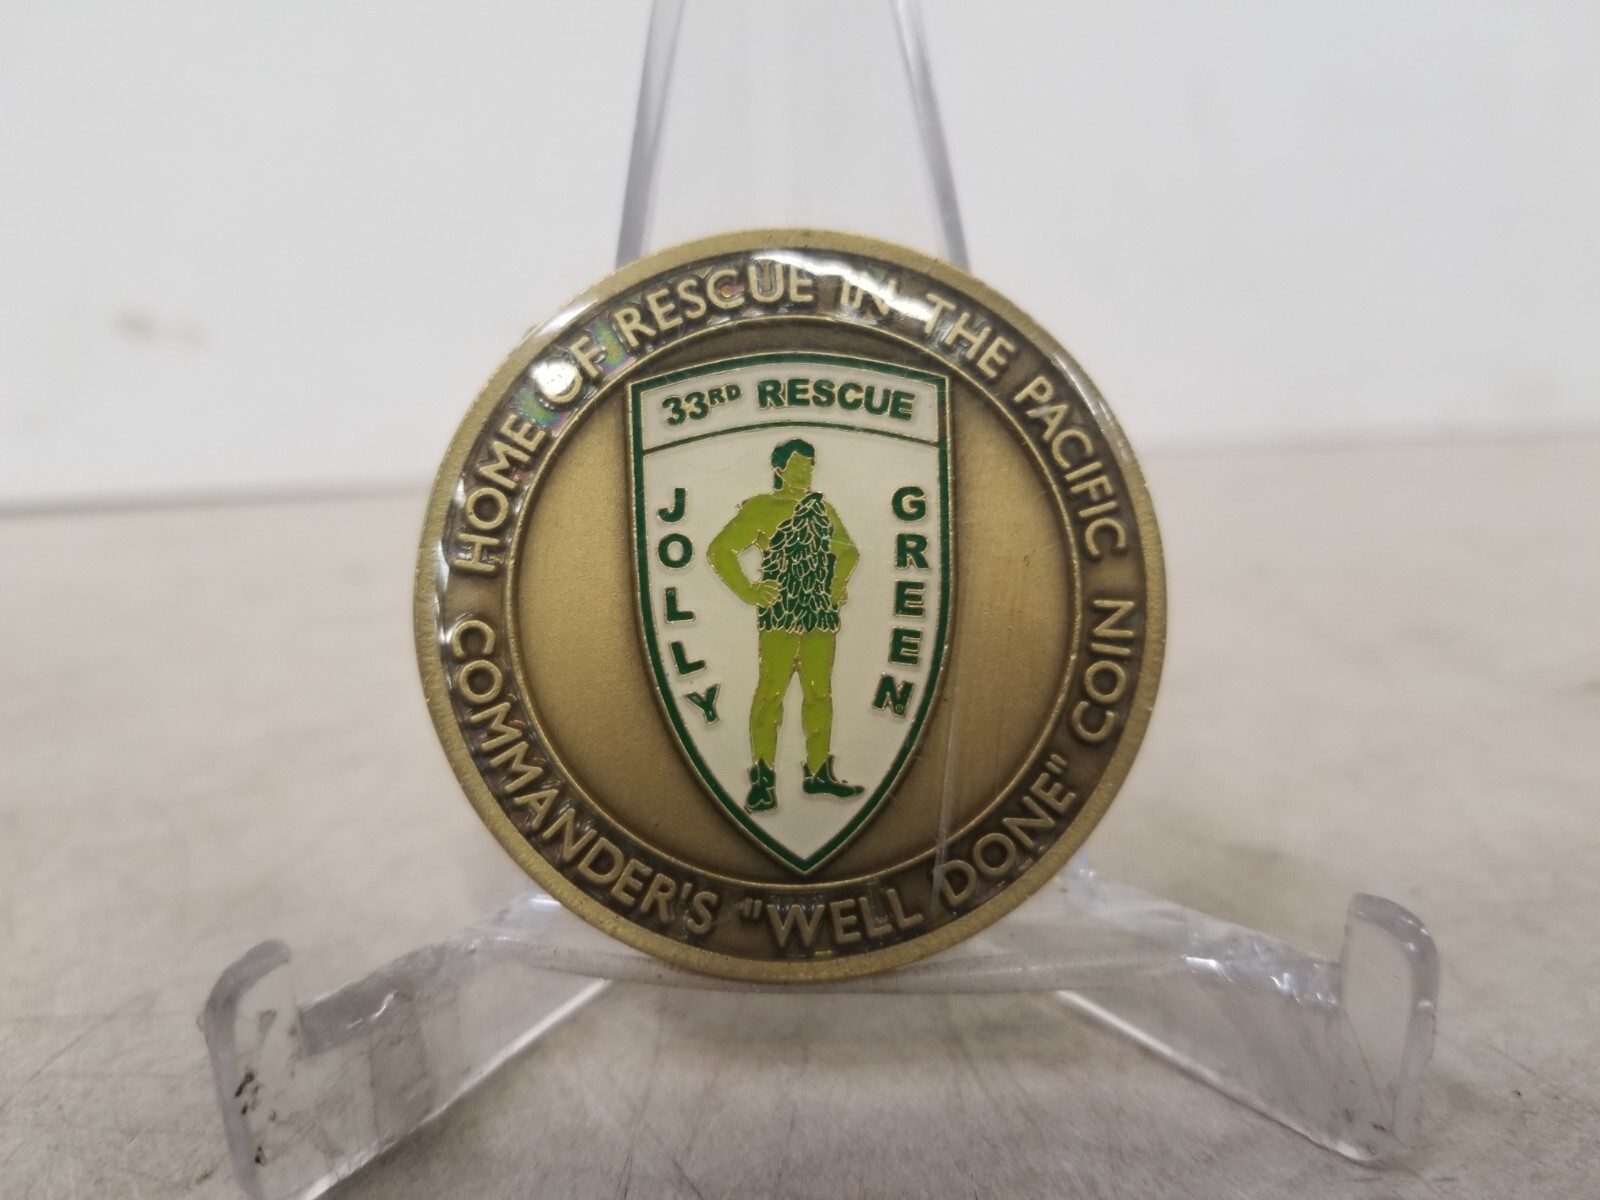 HOME OF RESCUE IN THE PACIFIC
33RD RESCUE
JOLLY
GREEN
COMMANDER'S "WELL DONE" COIN